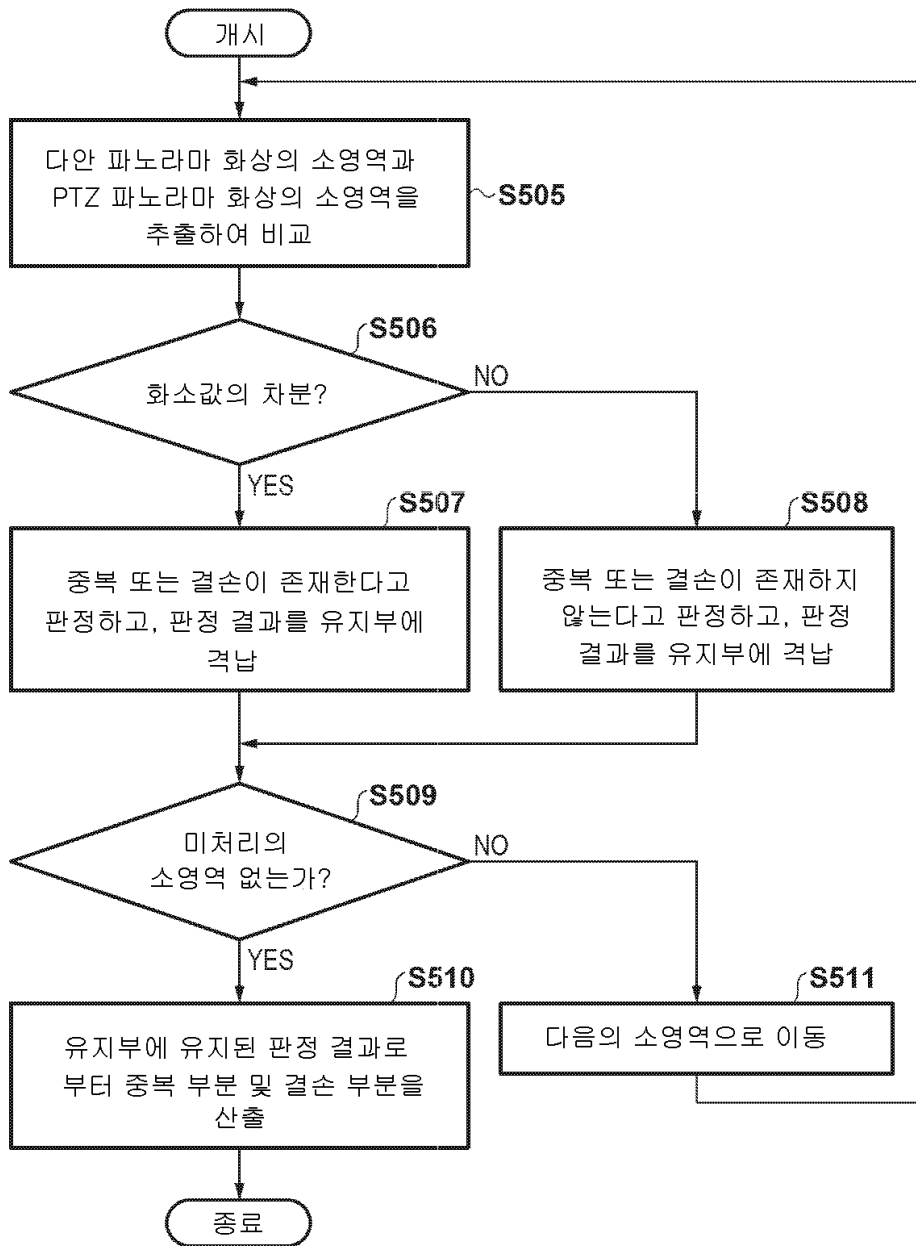 개시
다안 파노라마 화상의 소영역과
PTZ 파노라마 화상의 소영역을
추출하여 비교
S505
S506
화소값의 차분?
NO
YES
S507
S508
중복 또는 결손이 존재한다고
판정하고, 판정 결과를 유지부에
격납
중복 또는 결손이 존재하지
않는다고 판정하고, 판정
결과를 유지부에 격납
S509
미처리의
소영역 없는가?
NO
YES
S510
S511
유지부에 유지된 판정 결과로
부터 중복 부분 및 결손 부분을
산출
다음의 소영역으로 이동
종료